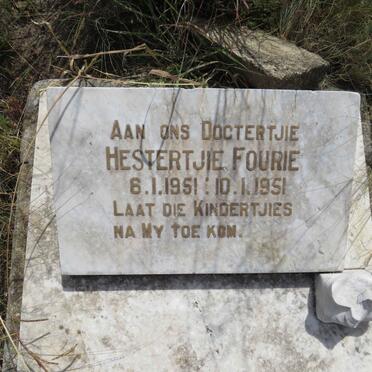 AAN ONS DOCTERTJIE
HESTERTJIE FOURIE
6.1.1951 : 10.1.1951
LAAT DIE KINDERTJIES
NA MY TOE KOM.